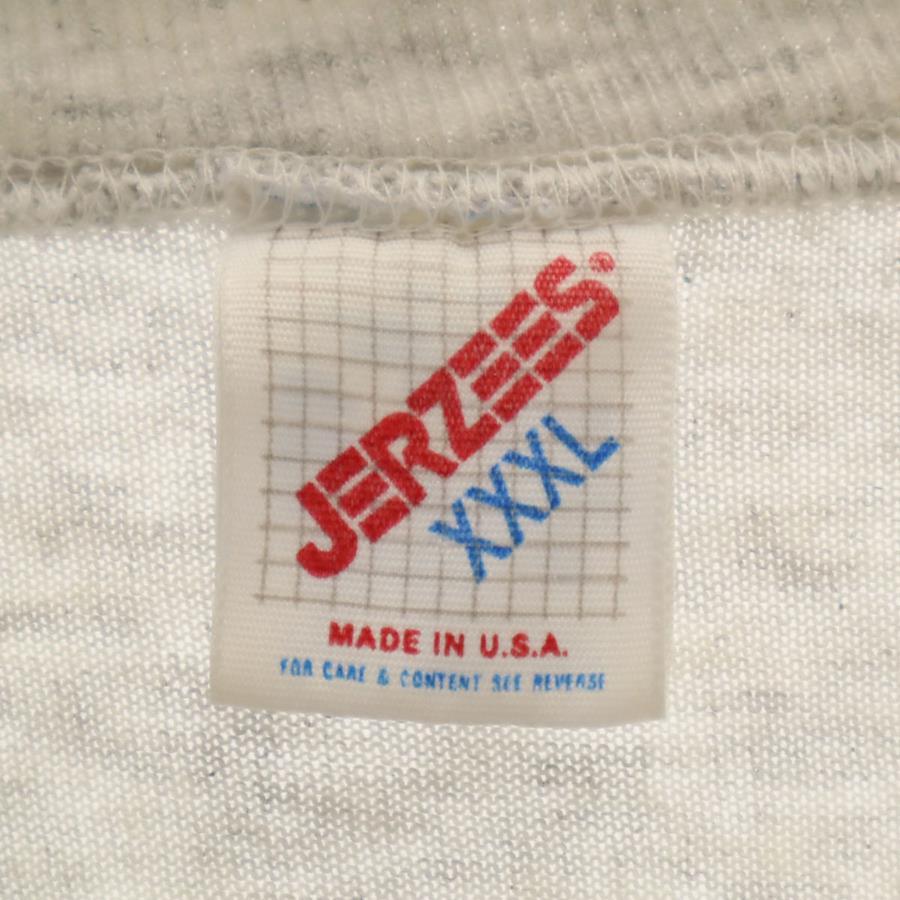 JERZEES®
XXXL
MADE IN U.S.A.
FOR CARE & CONTENT SEE REVERSE